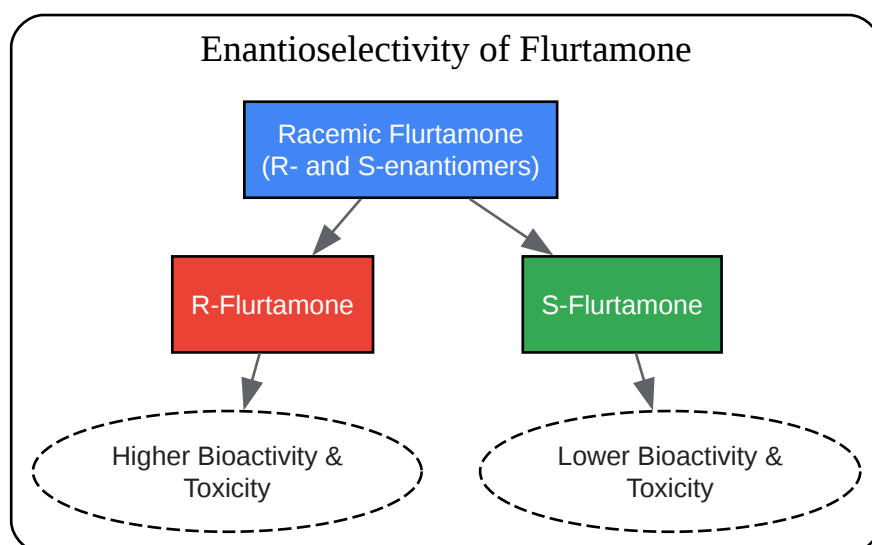 Enantioselectivity of Flurtamone
Racemic Flurtamone
(R- and S-enantiomers)
R-Flurtamone
S-Flurtamone
Higher Bioactivity &
Toxicity
Lower Bioactivity &
Toxicity